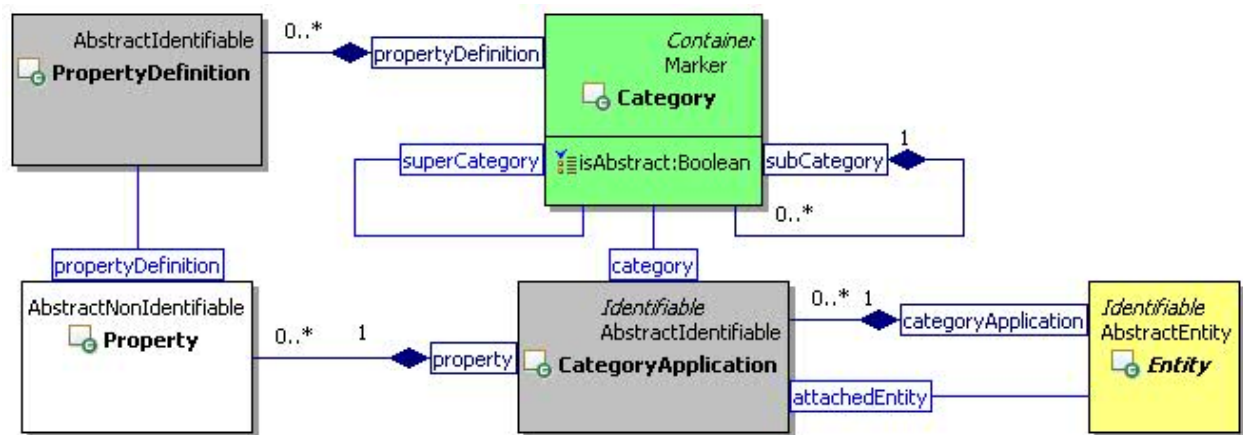 AbstractIdentifiable
PropertyDefinition
0..*
propertyDefinition
Container
Marker
Category
superCategory
isAbstract:Boolean
subCategory
1
0..*
propertyDefinition
category
AbstractNonIdentifiable
Property
0..*
1
property
Identifiable
AbstractIdentifiable
CategoryApplication
0..*
1
categoryApplication
attachedEntity
Identifiable
AbstractEntity
Entity